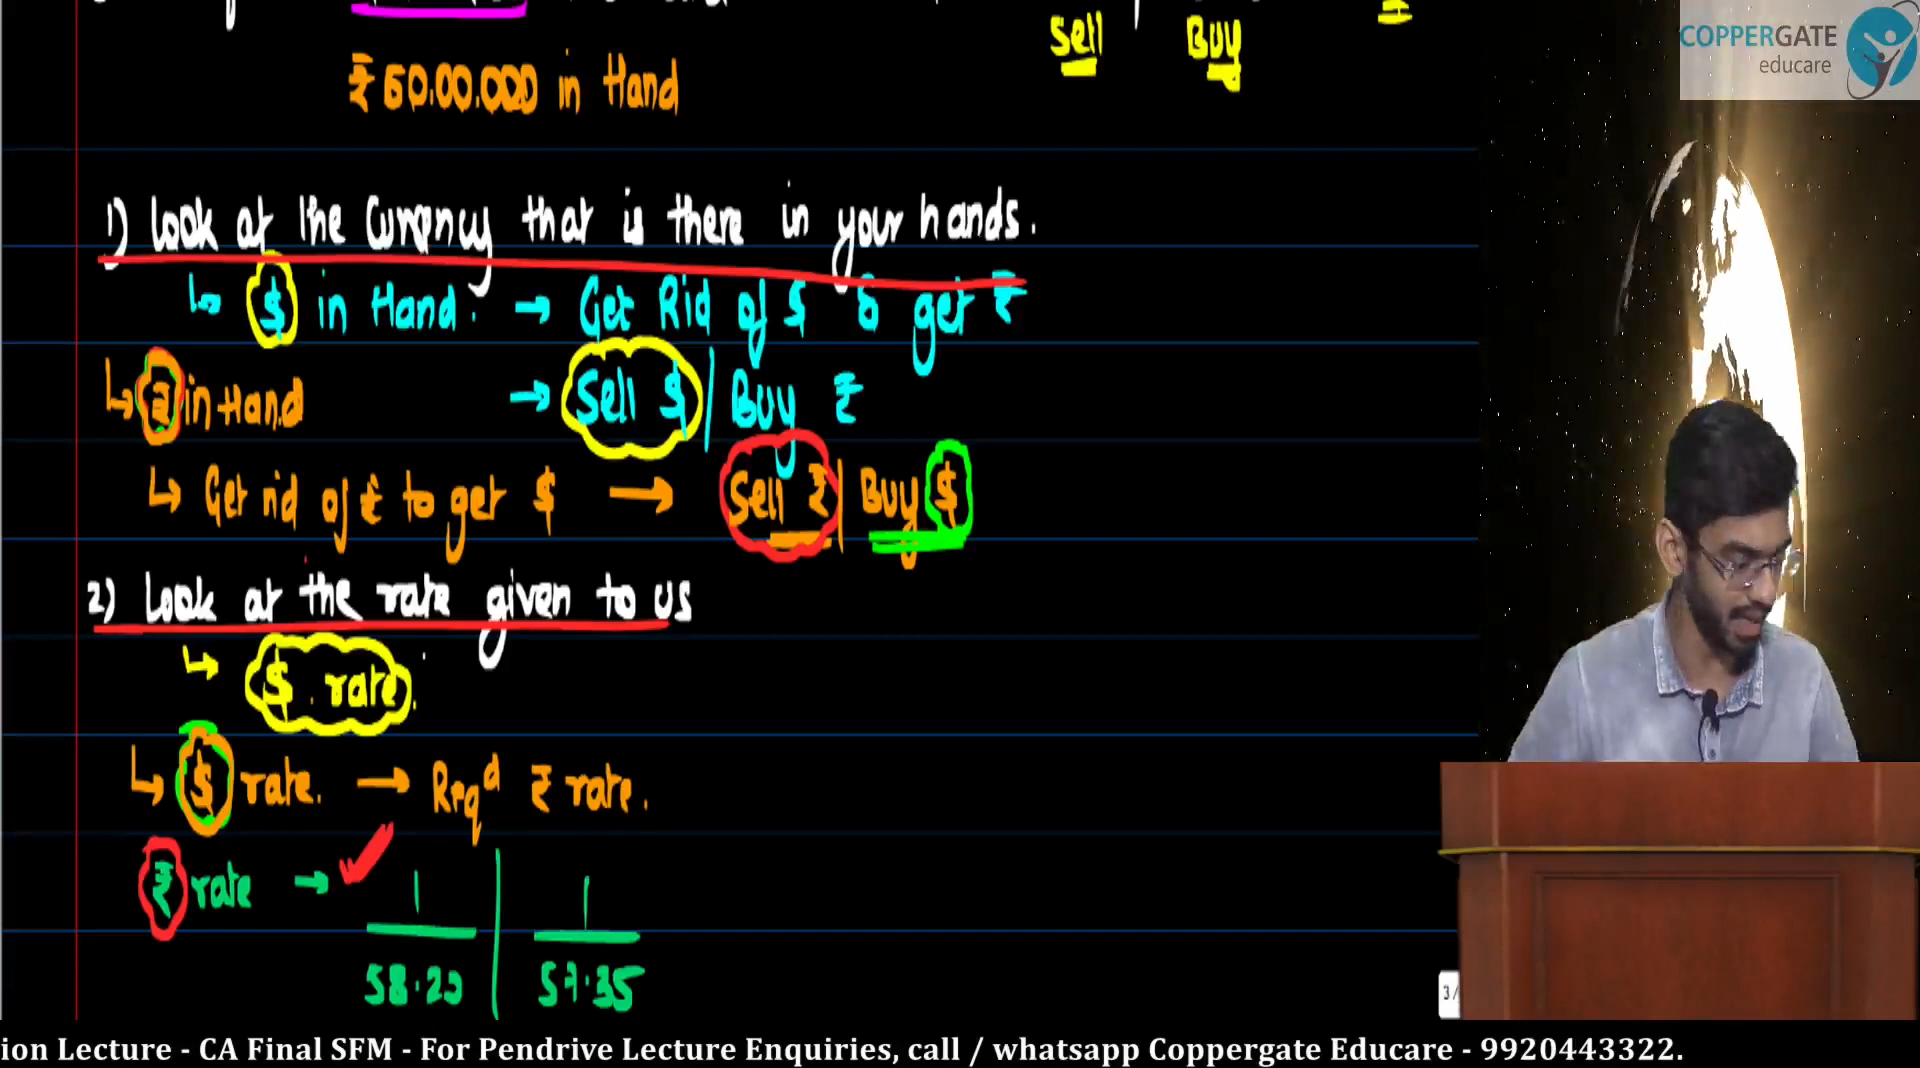 Sell | Buy ₹
₹ 60.00.000 in Hand
COPPERGATE
educare
1) Look at the Currency that is there in your hands.
↳ $ in Hand. → Get Rid of $ & get ₹
→ Sell $ | Buy ₹
↳ ₹ in Hand
↳ Get rid of ₹ to get $ → Sell ₹ | Buy $
2) Look at the rate given to us
↳ $ rate.
↳ $ rate. → Reqd ₹ rate.
₹ rate → 1/58.20 | 1/57.35
3/
ion Lecture - CA Final SFM - For Pendrive Lecture Enquiries, call / whatsapp Coppergate Educare - 9920443322.